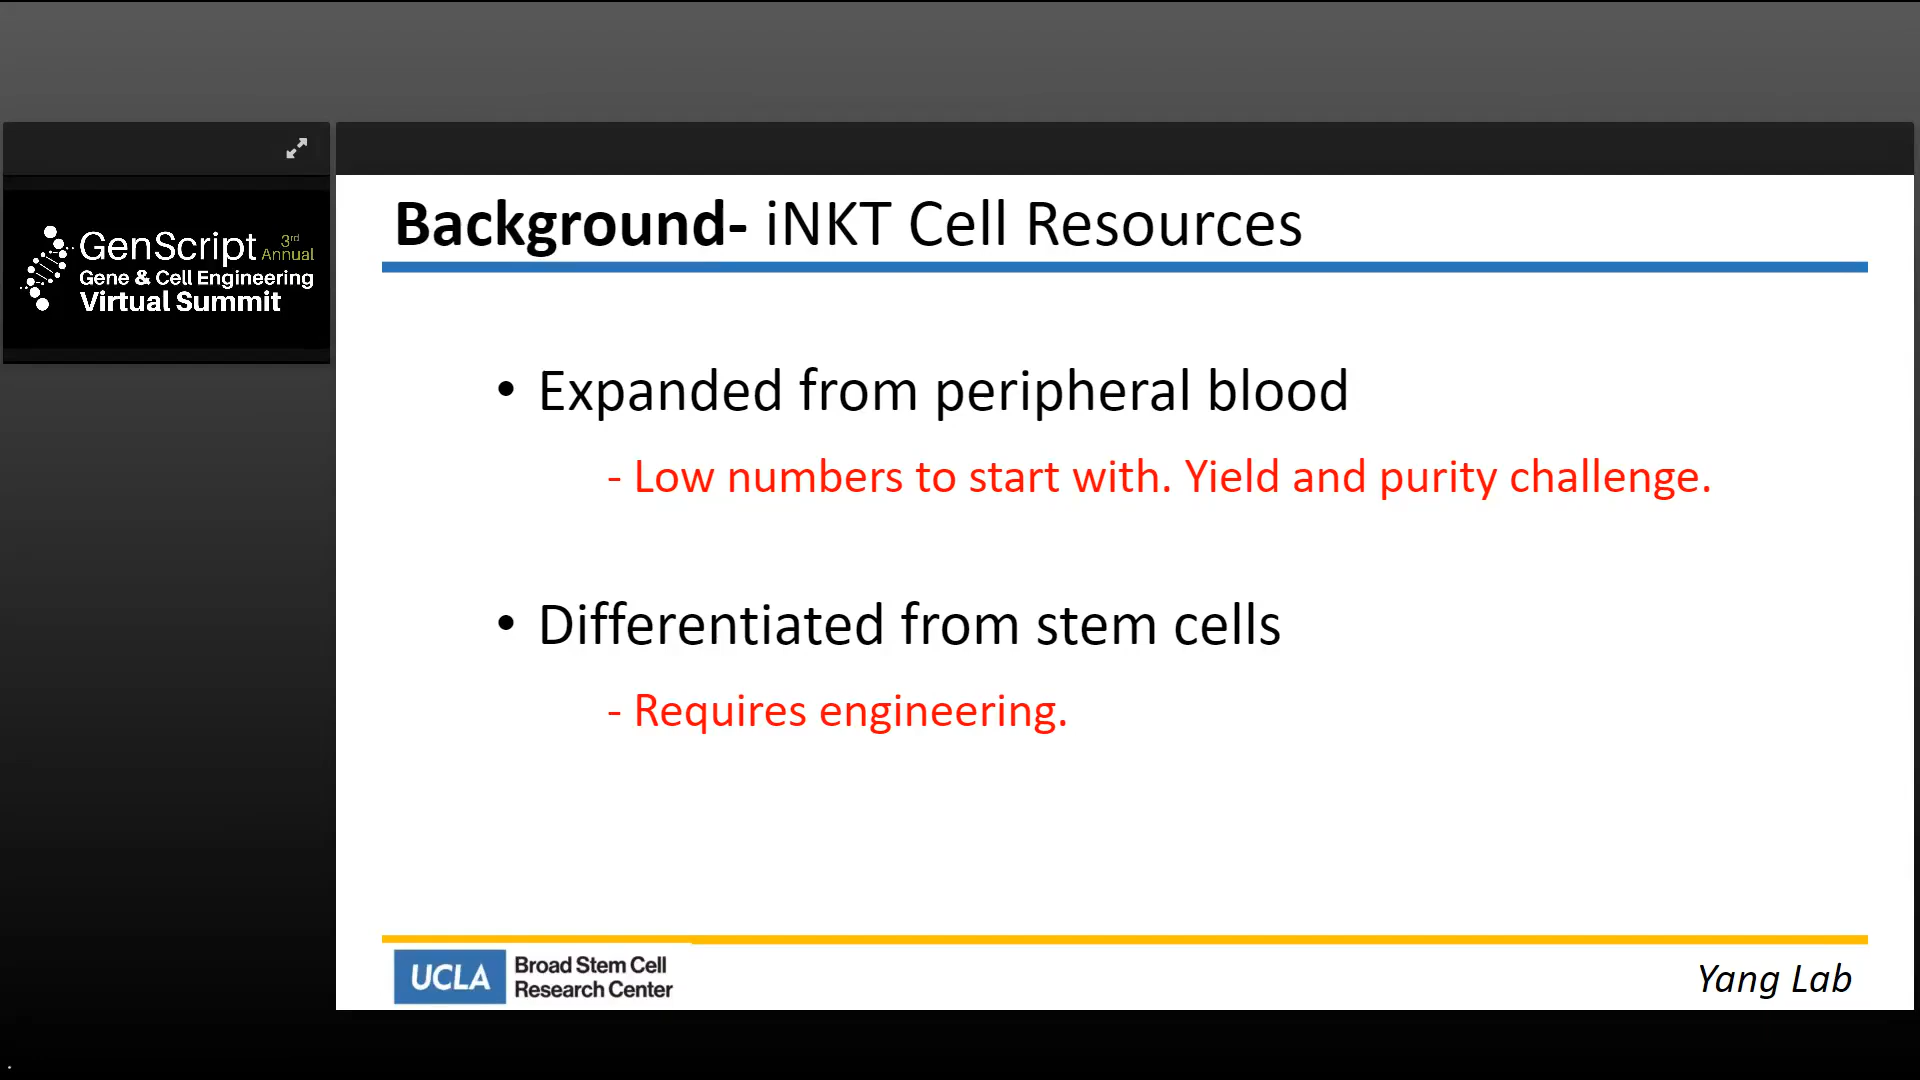 GenScript 3rd Annual
Gene & Cell Engineering
Virtual Summit
Background- iNKT Cell Resources
• Expanded from peripheral blood
- Low numbers to start with. Yield and purity challenge.
• Differentiated from stem cells
- Requires engineering.
UCLA
Broad Stem Cell
Research Center
Yang Lab